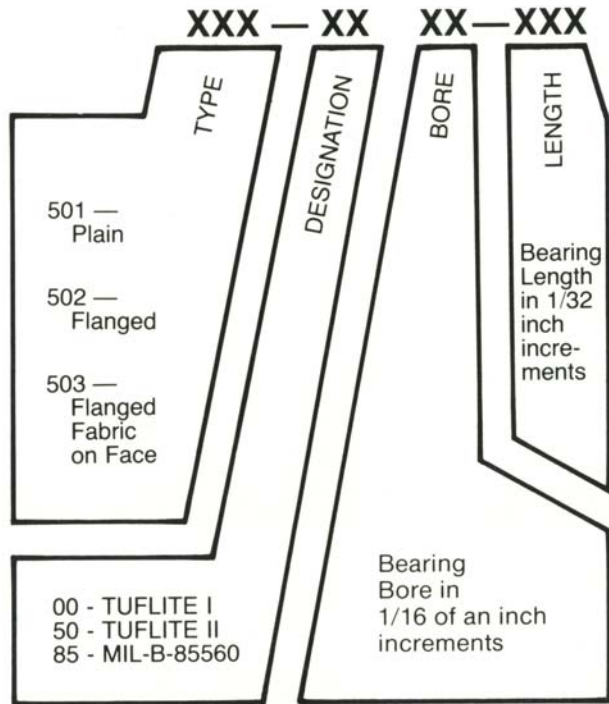 XXX — XX XX — XXX
TYPE
DESIGNATION
BORE
LENGTH
501 —
Plain
502 —
Flanged
503 —
Flanged
Fabric
on Face
Bearing
Length
in 1/32
inch
incre-
ments
00 - TUFLITE I
50 - TUFLITE II
85 - MIL-B-85560
Bearing
Bore in
1/16 of an inch
increments